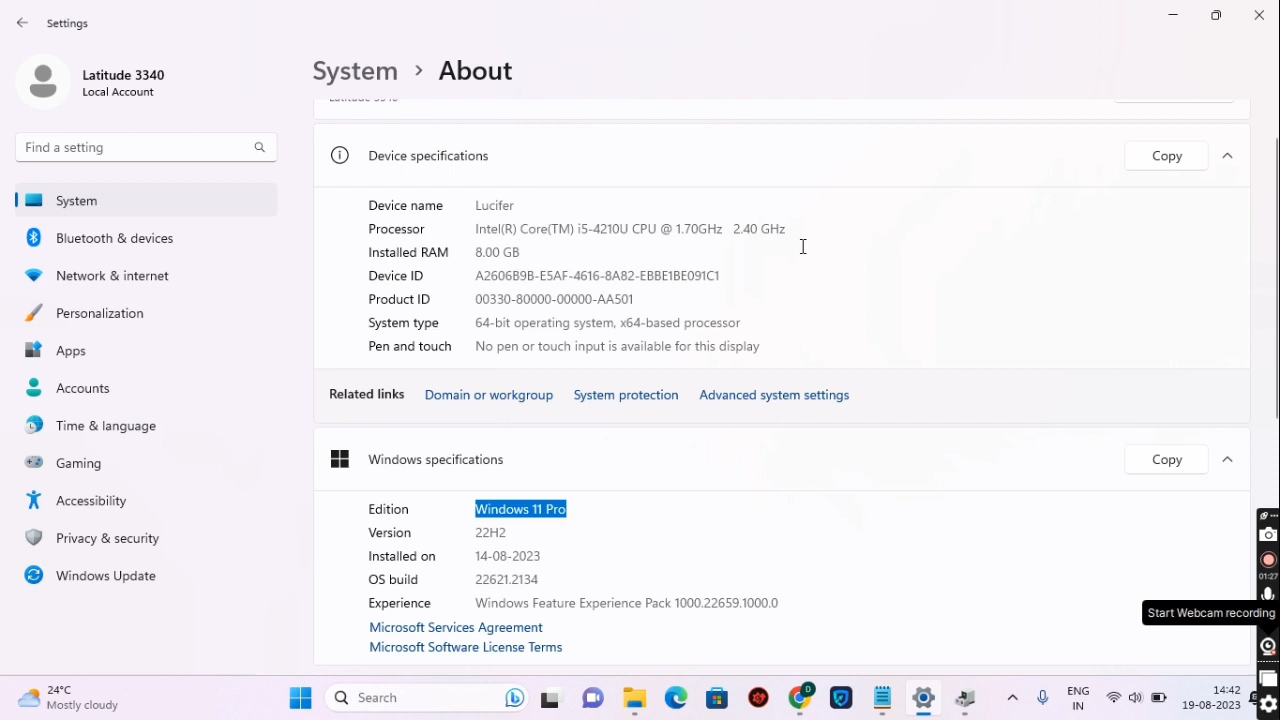 Settings
Latitude 3340
Local Account
Find a setting
System
Bluetooth & devices
Network & internet
Personalization
Apps
Accounts
Time & language
Gaming
Accessibility
Privacy & security
Windows Update
System > About
Latitude 3340
Device specifications
Copy
Device name Lucifer
Processor Intel(R) Core(TM) i5-4210U CPU @ 1.70GHz 2.40 GHz
Installed RAM 8.00 GB
Device ID A2606B9B-E5AF-4616-8A82-EBBE1BE091C1
Product ID 00330-80000-00000-AA501
System type 64-bit operating system, x64-based processor
Pen and touch No pen or touch input is available for this display
Related links Domain or workgroup System protection Advanced system settings
Windows specifications
Copy
Edition Windows 11 Pro
Version 22H2
Installed on 14-08-2023
OS build 22621.2134
Experience Windows Feature Experience Pack 1000.22659.1000.0
Microsoft Services Agreement
Microsoft Software License Terms
01:27
Start Webcam recording
24°C
Mostly cloudy
Search
D
ENG
IN
14:42
19-08-2023